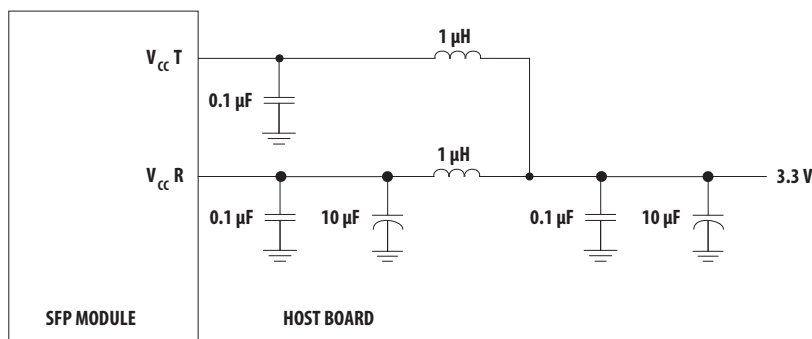 1 µH
V_CC T
0.1 µF
1 µH
V_CC R
3.3 V
0.1 µF
10 µF
0.1 µF
10 µF
SFP MODULE
HOST BOARD